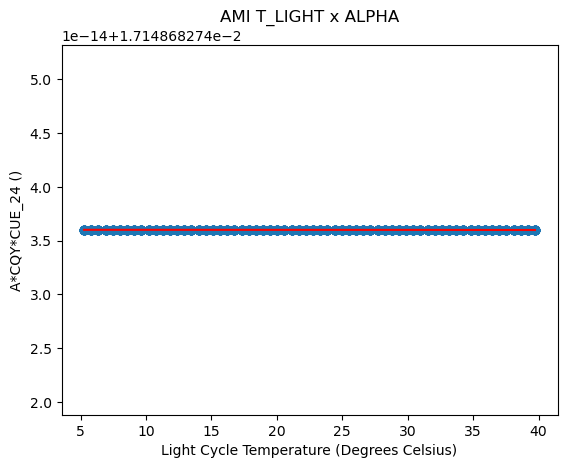 AMI T_LIGHT x ALPHA
1e−14+1.714868274e−2
5.0
4.5
4.0
3.5
3.0
2.5
2.0
A*CQY*CUE_24 ()
5 10 15 20 25 30 35 40
Light Cycle Temperature (Degrees Celsius)